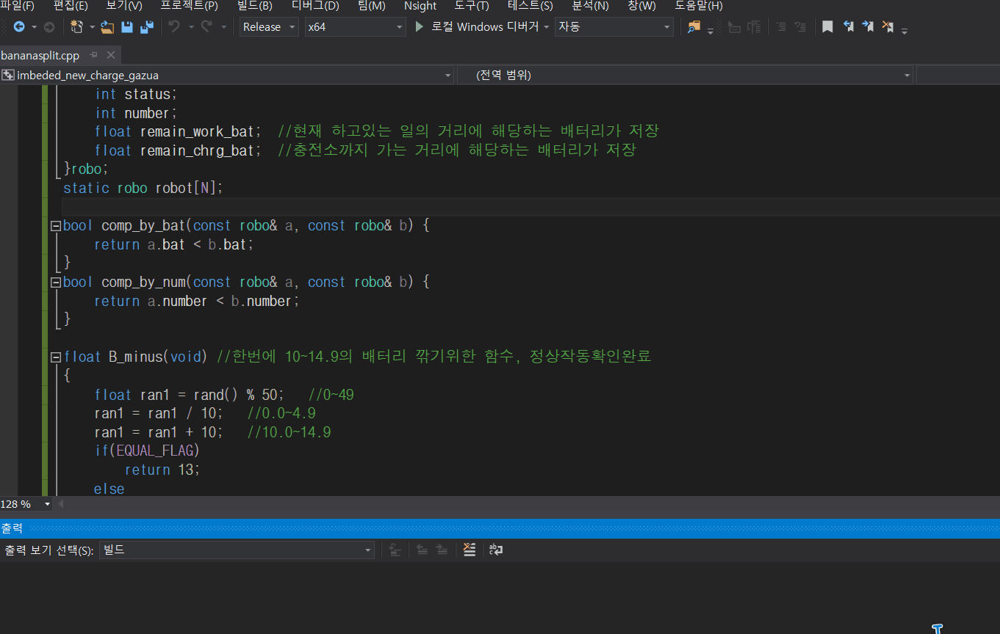 파일(F) 편집(E) 보기(V) 프로젝트(P) 빌드(B) 디버그(D) 팀(M) Nsight 도구(T) 테스트(S) 분석(N) 창(W) 도움말(H)
Release x64 로컬 Windows 디버거 자동
bananasplit.cpp
imbeded_new_charge_gazua (전역 범위)
int status;
int number;
float remain_work_bat; //현재 하고있는 일의 거리에 해당하는 배터리가 저장
float remain_chrg_bat; //충전소까지 가는 거리에 해당하는 배터리가 저장
}robo;
static robo robot[N];
bool comp_by_bat(const robo& a, const robo& b) {
return a.bat < b.bat;
}
bool comp_by_num(const robo& a, const robo& b) {
return a.number < b.number;
}
float B_minus(void) //한번에 10~14.9의 배터리 깎기위한 함수, 정상작동확인완료
{
float ran1 = rand() % 50; //0~49
ran1 = ran1 / 10; //0.0~4.9
ran1 = ran1 + 10; //10.0~14.9
if(EQUAL_FLAG)
return 13;
else
128 %
출력
출력 보기 선택(S): 빌드